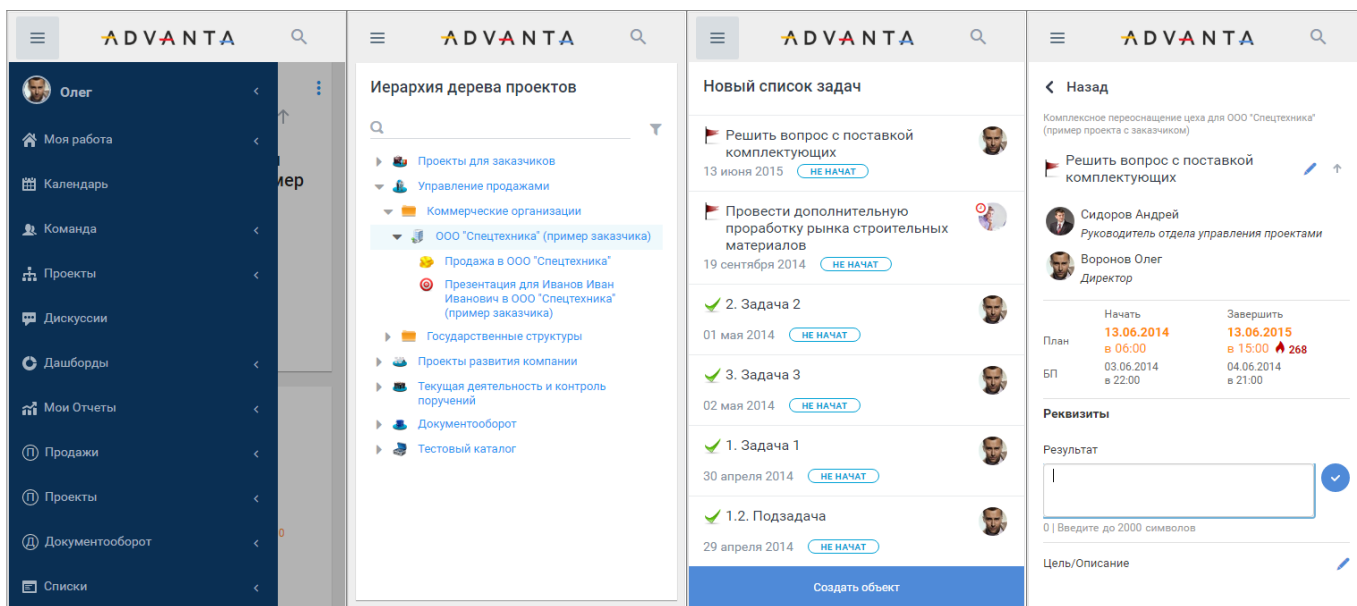 ADVANTA
Олег
Моя работа
Календарь
Команда
Проекты
Дискуссии
Дашборды
Мои Отчеты
П Продажи
П Проекты
Д Документооборот
Списки
мер
0
ADVANTA
Иерархия дерева проектов
Проекты для заказчиков
Управление продажами
Коммерческие организации
ООО "Спецтехника" (пример заказчика)
Продажа в ООО "Спецтехника"
Презентация для Иванов Иван
Иванович в ООО "Спецтехника"
(пример заказчика)
Государственные структуры
Проекты развития компании
Текущая деятельность и контроль
поручений
Документооборот
Тестовый каталог
ADVANTA
Новый список задач
Решить вопрос с поставкой
комплектующих
13 июня 2015 НЕ НАЧАТ
Провести дополнительную
проработку рынка строительных
материалов
19 сентября 2014 НЕ НАЧАТ
2. Задача 2
01 мая 2014 НЕ НАЧАТ
3. Задача 3
02 мая 2014 НЕ НАЧАТ
1. Задача 1
30 апреля 2014 НЕ НАЧАТ
1.2. Подзадача
29 апреля 2014 НЕ НАЧАТ
Создать объект
ADVANTA
Назад
Комплексное переоснащение цеха для ООО "Спецтехника"
(пример проекта с заказчиком)
Решить вопрос с поставкой
комплектующих
Сидоров Андрей
Руководитель отдела управления проектами
Воронов Олег
Директор
Начать Завершить
План 13.06.2014 13.06.2015
в 06:00 в 15:00 268
БП 03.06.2014 04.06.2014
в 22:00 в 21:00
Реквизиты
Результат
0 | Введите до 2000 символов
Цель/Описание